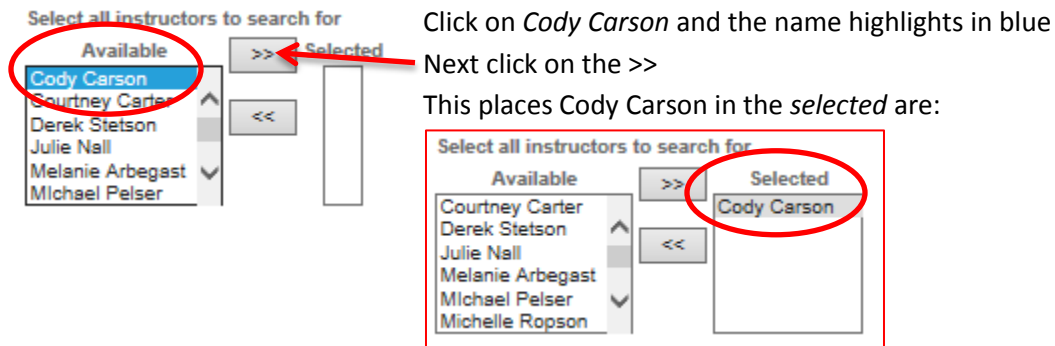 Select all instructors to search for
Available
>>
Selected
Cody Carson
Courtney Carter
Derek Stetson
Julie Nall
Melanie Arbegast
MIchael Pelser
<<
Click on Cody Carson and the name highlights in blue
Next click on the >>
This places Cody Carson in the selected are:
Select all instructors to search for
Available
>>
Selected
Courtney Carter
Derek Stetson
Julie Nall
Melanie Arbegast
MIchael Pelser
Michelle Ropson
<<
Cody Carson